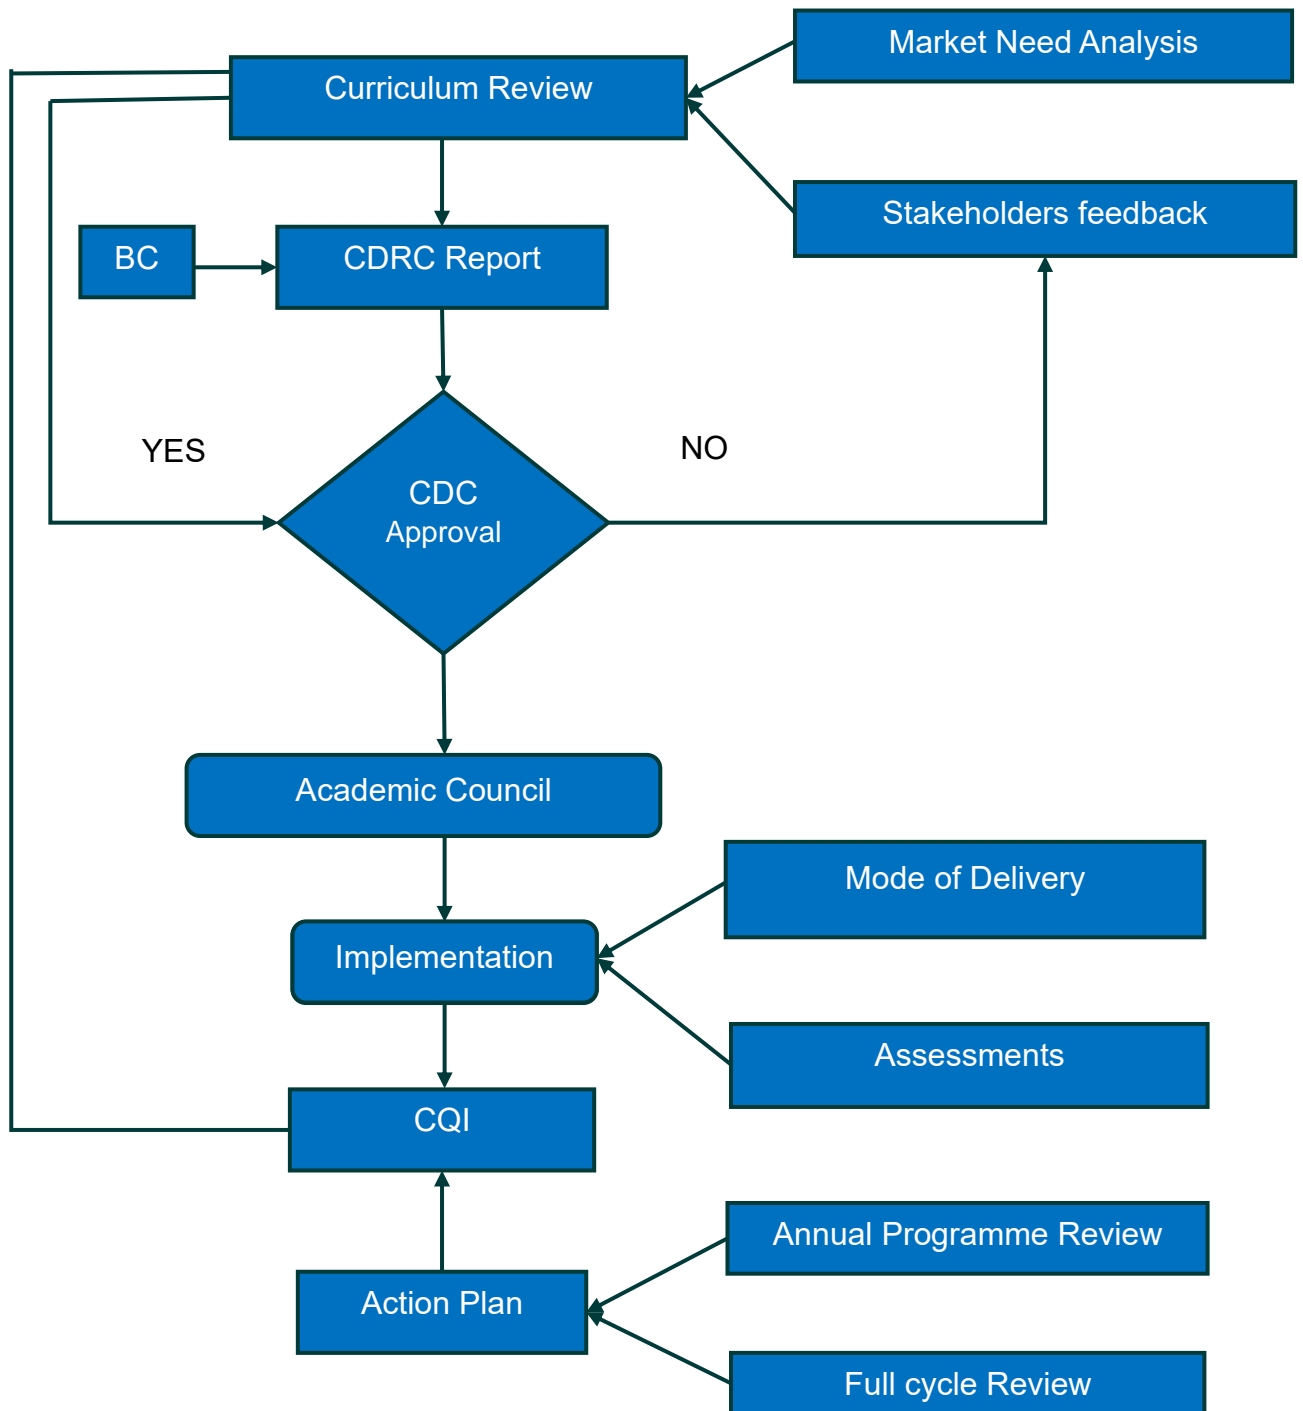 Market Need Analysis
Curriculum Review
Stakeholders feedback
BC
CDRC Report
YES
NO
CDC
Approval
Academic Council
Mode of Delivery
Implementation
Assessments
CQI
Annual Programme Review
Action Plan
Full cycle Review